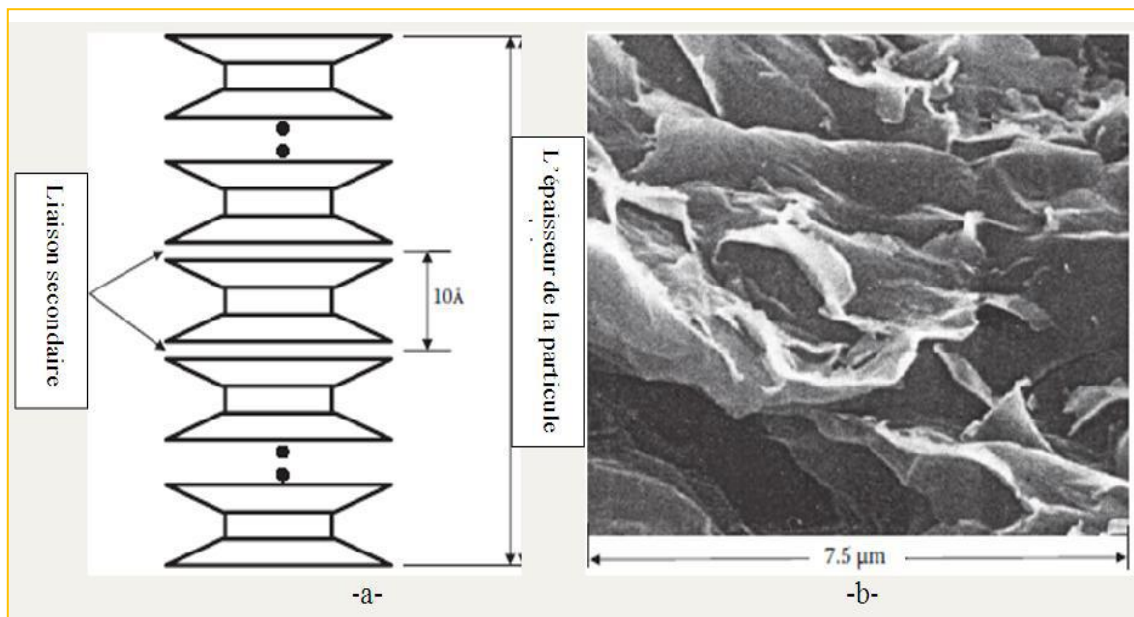 Liaison secondaire
10Å
L'épaisseur de la particule
7.5 µm
-a-
-b-